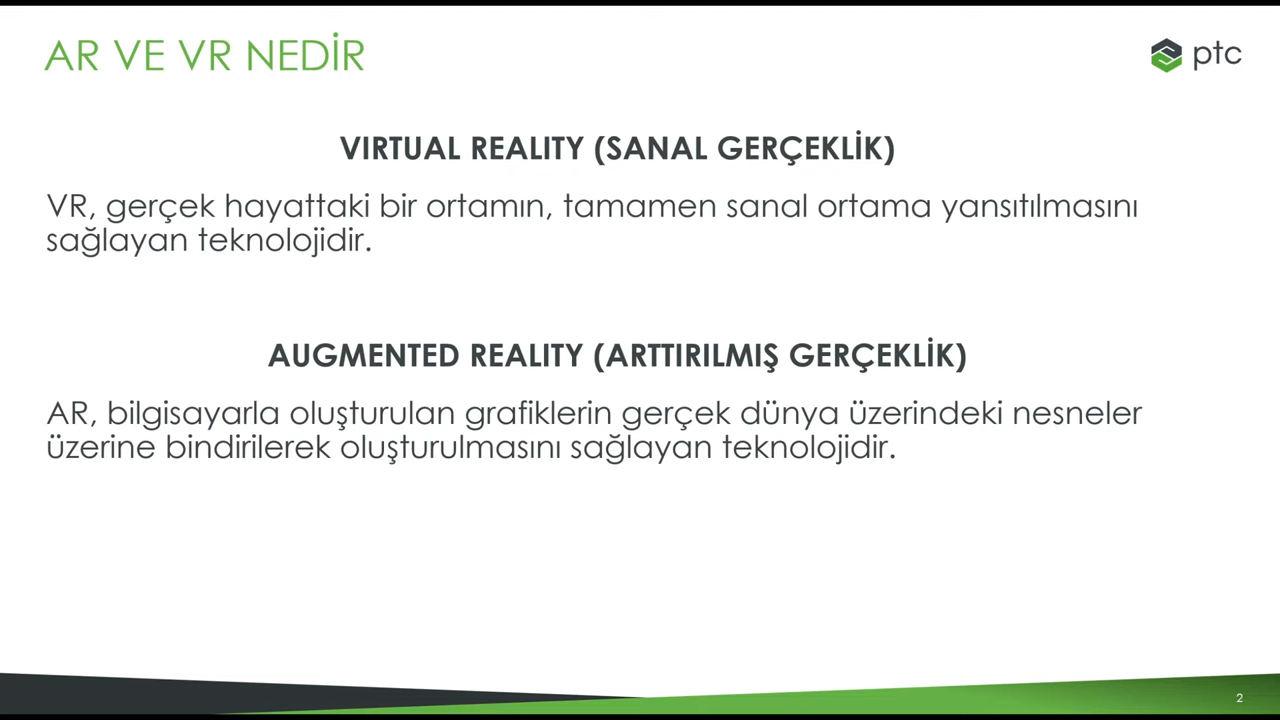 AR VE VR NEDİR
ptc
VIRTUAL REALITY (SANAL GERÇEKLİK)
VR, gerçek hayattaki bir ortamın, tamamen sanal ortama yansıtılmasını
sağlayan teknolojidir.
AUGMENTED REALITY (ARTTIRILMIŞ GERÇEKLİK)
AR, bilgisayarla oluşturulan grafiklerin gerçek dünya üzerindeki nesneler
üzerine bindirilerek oluşturulmasını sağlayan teknolojidir.
2